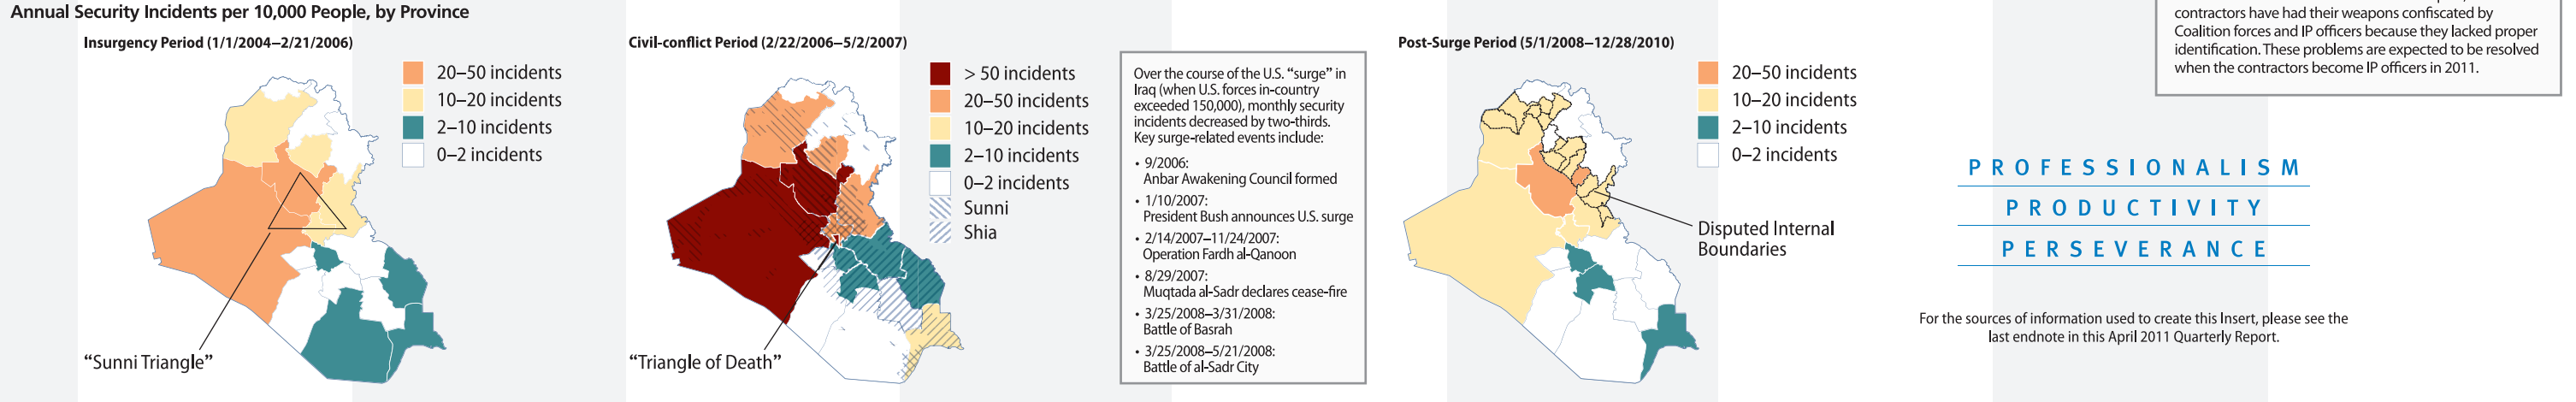 Annual Security Incidents per 10,000 People, by Province
Insurgency Period (1/1/2004–2/21/2006)
20–50 incidents
10–20 incidents
2–10 incidents
0–2 incidents
“Sunni Triangle”
Civil-conflict Period (2/22/2006–5/2/2007)
> 50 incidents
20–50 incidents
10–20 incidents
2–10 incidents
0–2 incidents
Sunni
Shia
“Triangle of Death”
Over the course of the U.S. “surge” in
Iraq (when U.S. forces in-country
exceeded 150,000), monthly security
incidents decreased by two-thirds.
Key surge-related events include:
• 9/2006:
Anbar Awakening Council formed
• 1/10/2007:
President Bush announces U.S. surge
• 2/14/2007–11/24/2007:
Operation Fardh al-Qanoon
• 8/29/2007:
Muqtada al-Sadr declares cease-fire
• 3/25/2008–3/31/2008:
Battle of Basrah
• 3/25/2008–5/21/2008:
Battle of al-Sadr City
Post-Surge Period (5/1/2008–12/28/2010)
20–50 incidents
10–20 incidents
2–10 incidents
0–2 incidents
Disputed Internal
Boundaries
contractors have had their weapons confiscated by
Coalition forces and IP officers because they lacked proper
identification. These problems are expected to be resolved
when the contractors become IP officers in 2011.
PROFESSIONALISM
PRODUCTIVITY
PERSEVERANCE
For the sources of information used to create this Insert, please see the
last endnote in this April 2011 Quarterly Report.